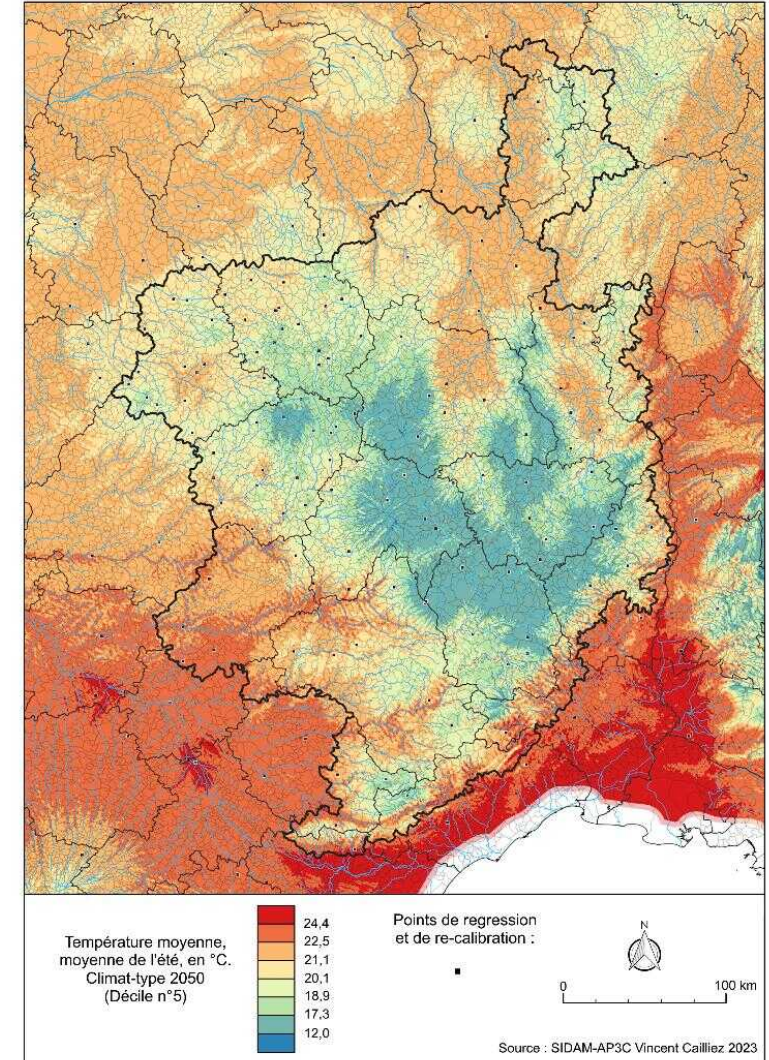 Température moyenne,
moyenne de l'été, en °C.
Climat-type 2050
(Décile n°5)
24,4
22,5
21,1
20,1
18,9
17,3
12,0
Points de regression
et de re-calibration :
N
0
100 km
Source : SIDAM-AP3C Vincent Cailliez 2023